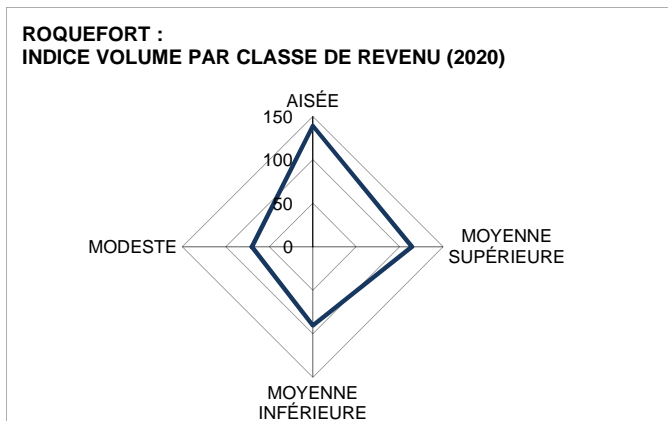 ROQUEFORT :
INDICE VOLUME PAR CLASSE DE REVENU (2020)
AISÉE
150
100
50
MODESTE
0
MOYENNE
SUPÉRIEURE
MOYENNE
INFÉRIEURE